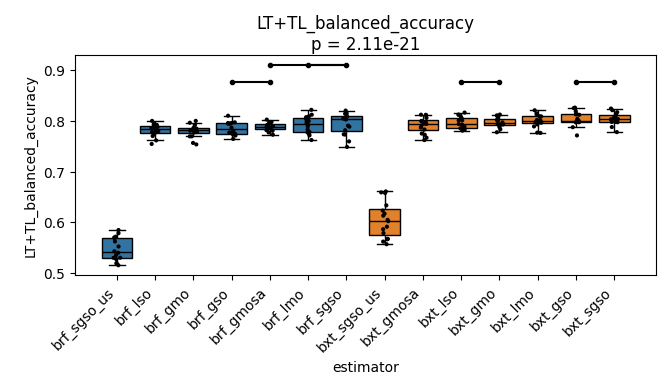 LT+TL_balanced_accuracy
p = 2.11e-21
LT+TL_balanced_accuracy
0.9
0.8
0.7
0.6
0.5
brf_sgso_us
brf_lso
brf_gmo
brf_gso
brf_gmosa
brf_lmo
brf_sgso
bxt_sgso_us
bxt_gmosa
bxt_lso
bxt_gmo
bxt_lmo
bxt_gso
bxt_sgso
estimator